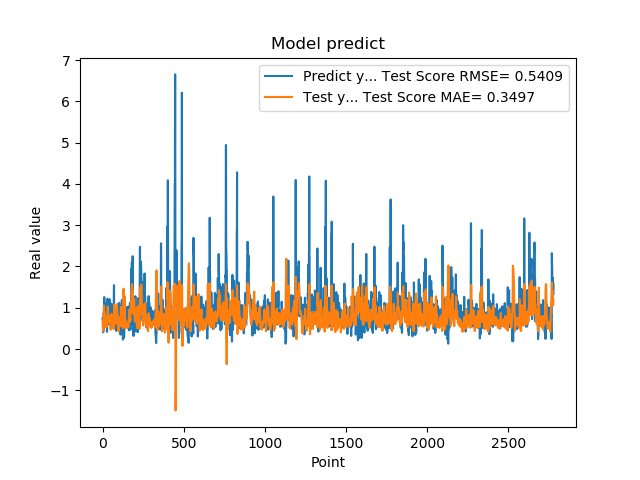 Model predict
Predict y... Test Score RMSE= 0.5409
Test y... Test Score MAE= 0.3497
Real value
7
6
5
4
3
2
1
0
−1
0 500 1000 1500 2000 2500
Point